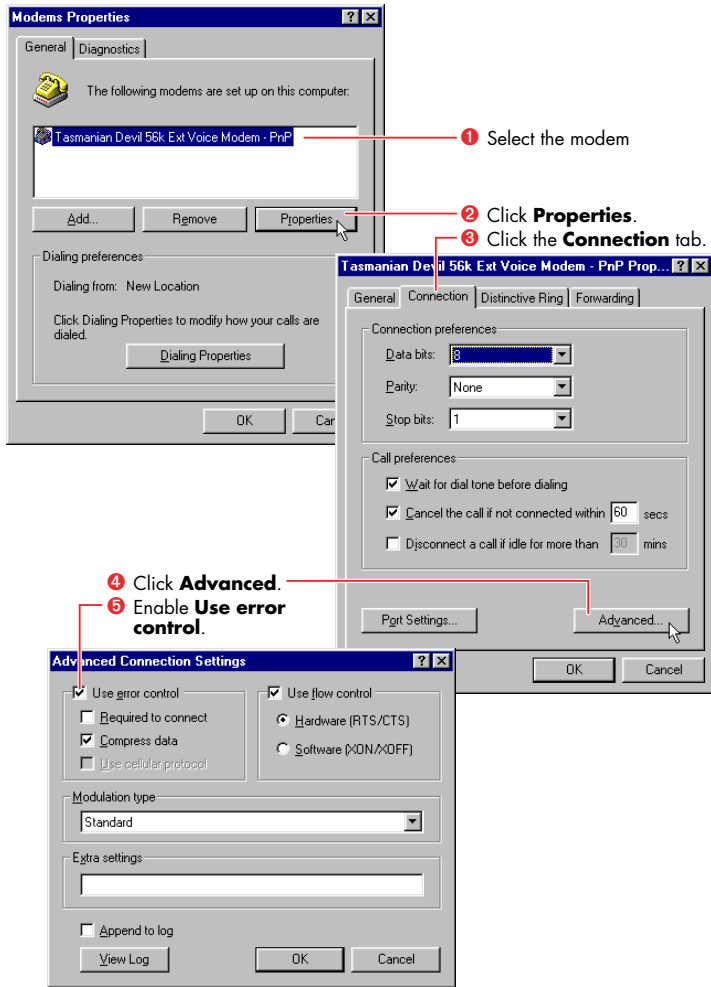 Modems Properties
General Diagnostics
The following modems are set up on this computer:
Tasmanian Devil 56k Ext Voice Modem - PnP
Add... Remove Properties
Dialing preferences
Dialing from: New Location
Click Dialing Properties to modify how your calls are
dialed.
Dialing Properties
OK Can
❶ Select the modem
❷ Click Properties.
❸ Click the Connection tab.
Tasmanian Devil 56k Ext Voice Modem - PnP Prop...
General Connection Distinctive Ring Forwarding
Connection preferences
Data bits: 8
Parity: None
Stop bits: 1
Call preferences
Wait for dial tone before dialing
Cancel the call if not connected within 60 secs
Disconnect a call if idle for more than 30 mins
Port Settings... Advanced...
OK Cancel
❹ Click Advanced.
❺ Enable Use error
control.
Advanced Connection Settings
Use error control
Required to connect
Compress data
Use cellular protocol
Use flow control
Hardware (RTS/CTS)
Software (XON/XOFF)
Modulation type
Standard
Extra settings
Append to log
View Log OK Cancel